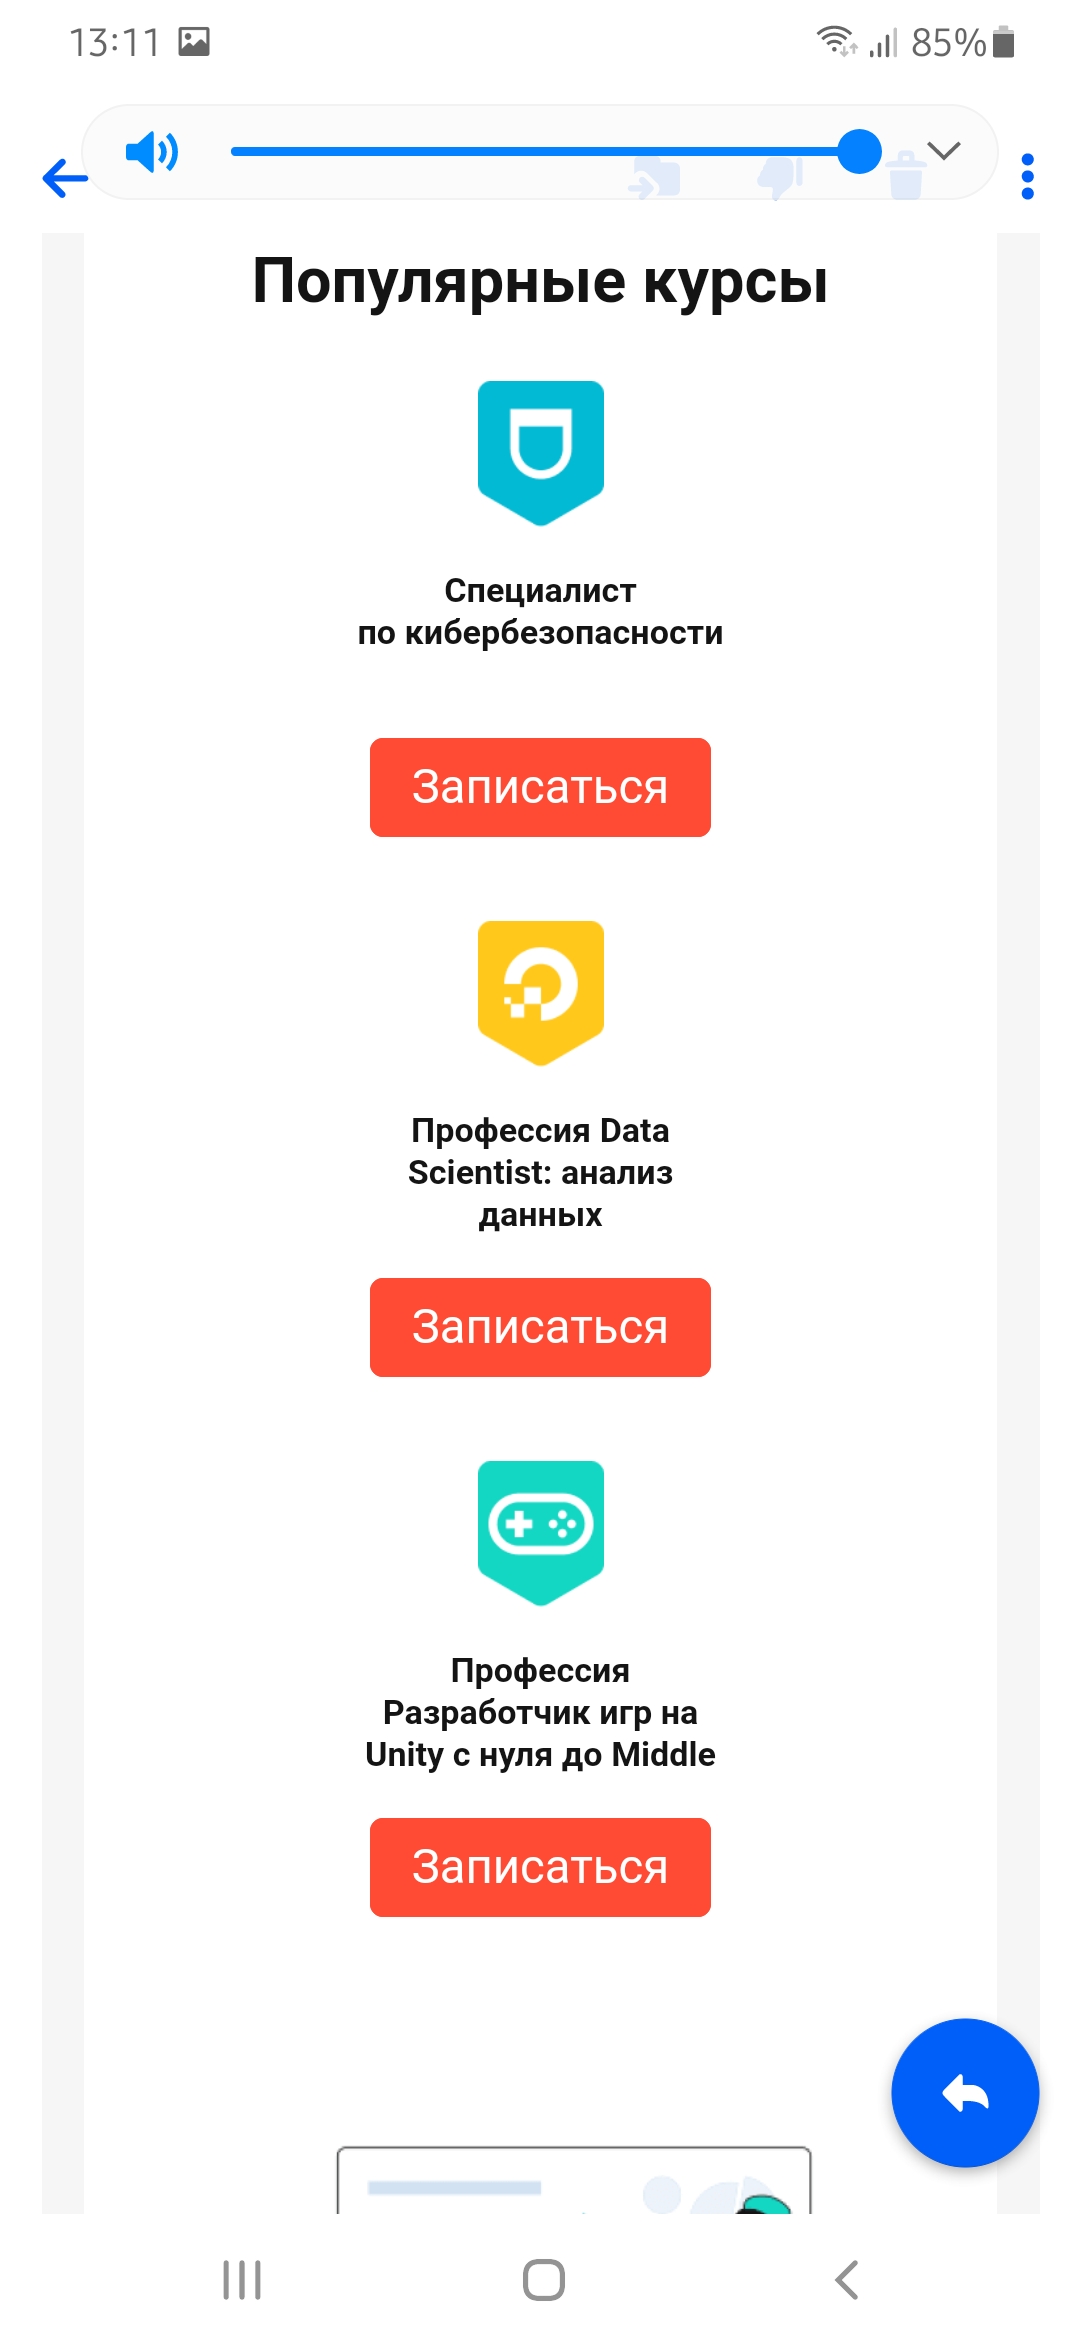 13:11
85%
Популярные курсы
Специалист
по кибербезопасности
Записаться
Профессия Data
Scientist: анализ
данных
Записаться
Профессия
Разработчик игр на
Unity с нуля до Middle
Записаться